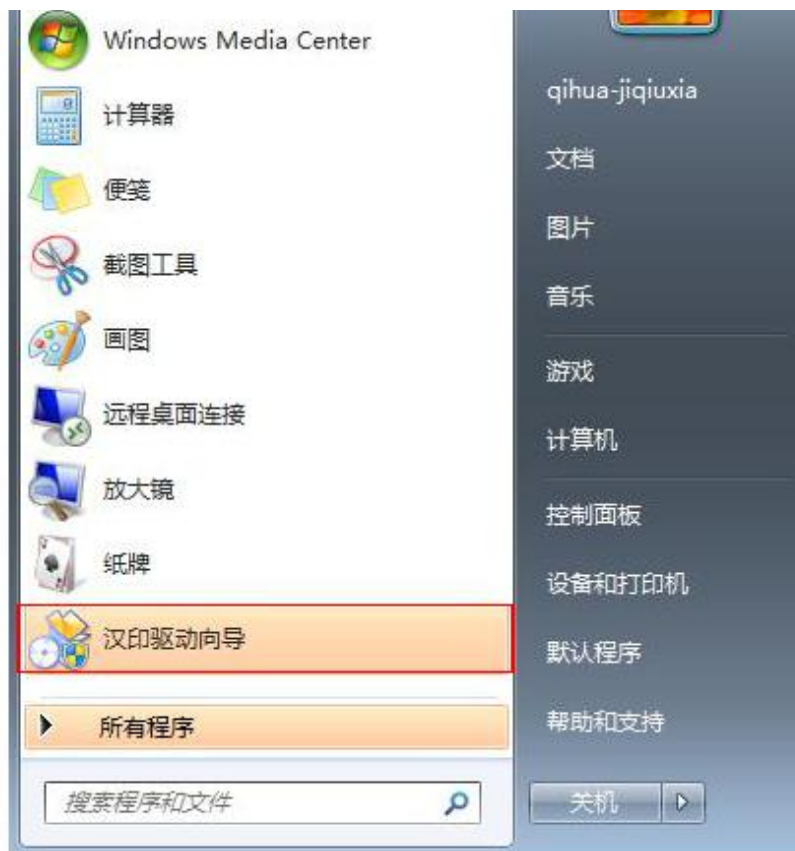 Windows Media Center
计算器
便笺
截图工具
画图
远程桌面连接
放大镜
纸牌
汉印驱动向导
所有程序
搜索程序和文件
qihua-jiqiuxia
文档
图片
音乐
游戏
计算机
控制面板
设备和打印机
默认程序
帮助和支持
关机